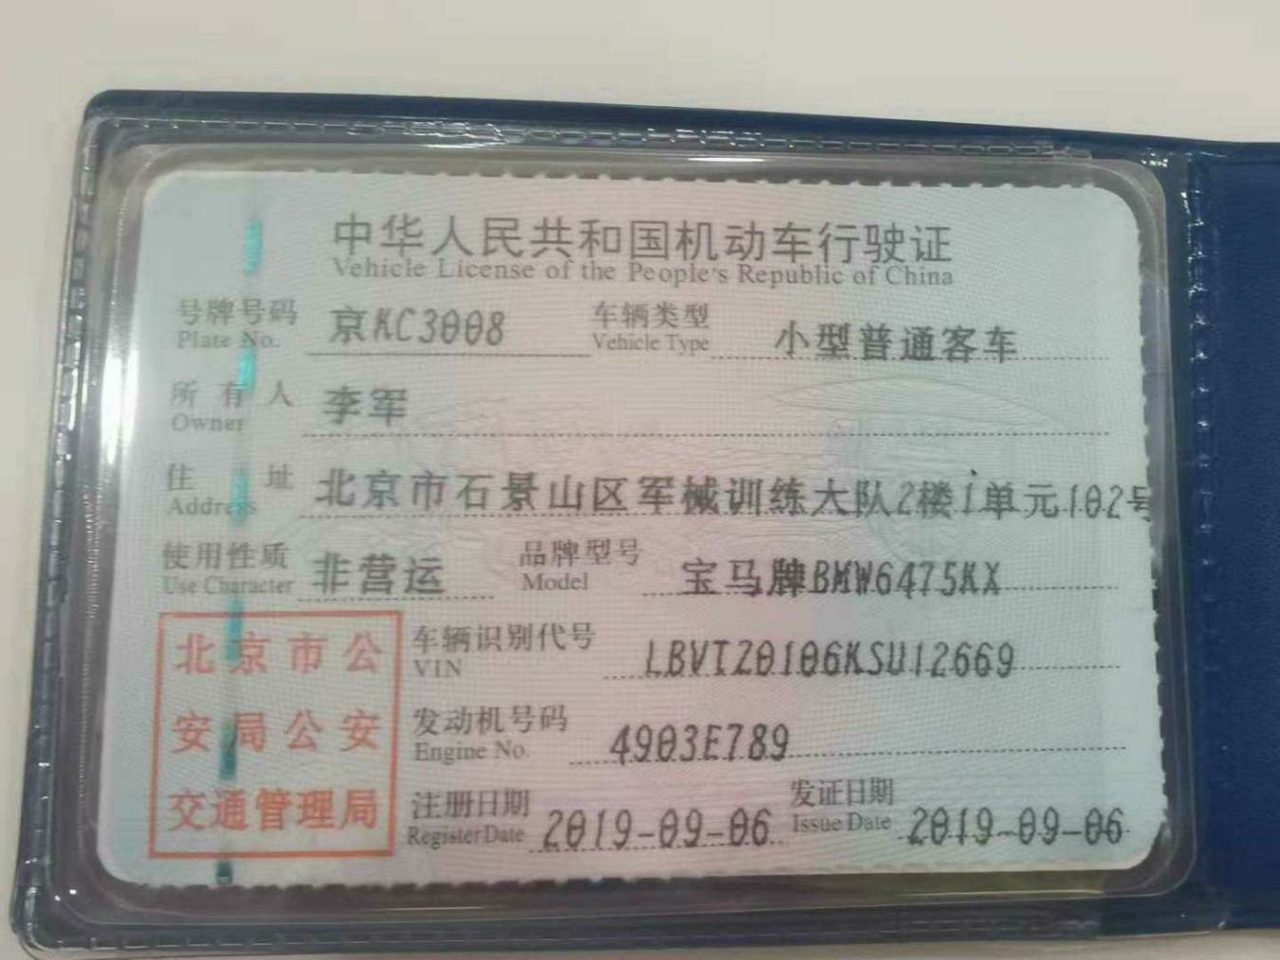 中华人民共和国机动车行驶证
Vehicle License of the People's Republic of China
号牌号码 京KC3008 车辆类型 小型普通客车
Plate No. Vehicle Type
所有人 李军
Owner
住址 北京市石景山区军械训练大队2楼1单元102号
Address
使用性质 非营运 品牌型号 宝马牌BMW6475KX
Use Character Model
车辆识别代号 LBVTZ0106KSU12669
VIN
发动机号码 4903E789
Engine No.
注册日期 2019-09-06 发证日期 2019-09-06
Register Date Issue Date
北京市公
安局公安
交通管理局